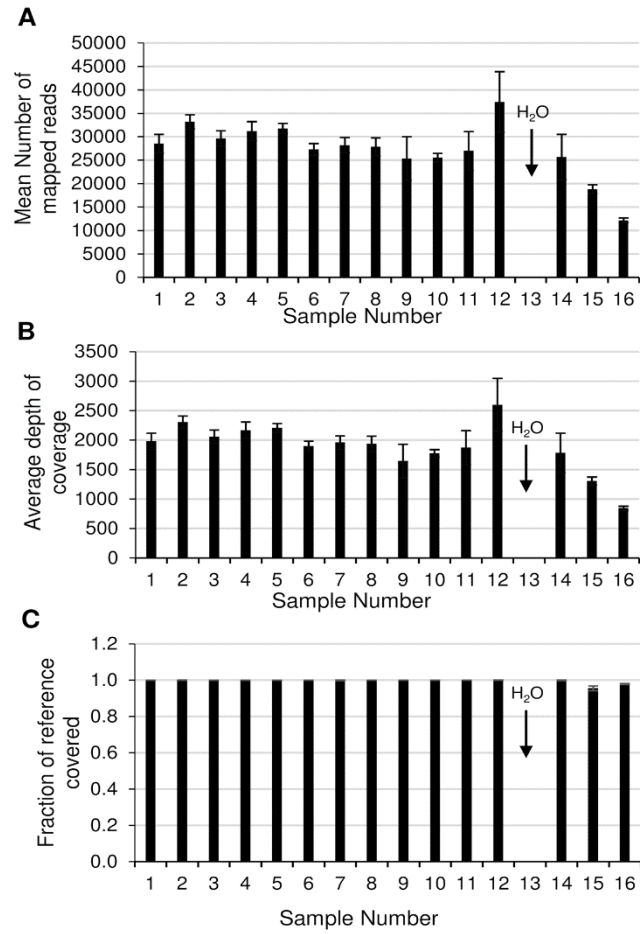 A
Mean Number of
mapped reads
50000
45000
40000
35000
30000
25000
20000
15000
10000
5000
0
H₂O
1 2 3 4 5 6 7 8 9 10 11 12 13 14 15 16
Sample Number
B
Average depth of
coverage
3500
3000
2500
2000
1500
1000
500
0
H₂O
1 2 3 4 5 6 7 8 9 10 11 12 13 14 15 16
Sample Number
C
Fraction of reference
covered
1.2
1.0
0.8
0.6
0.4
0.2
0.0
H₂O
1 2 3 4 5 6 7 8 9 10 11 12 13 14 15 16
Sample Number